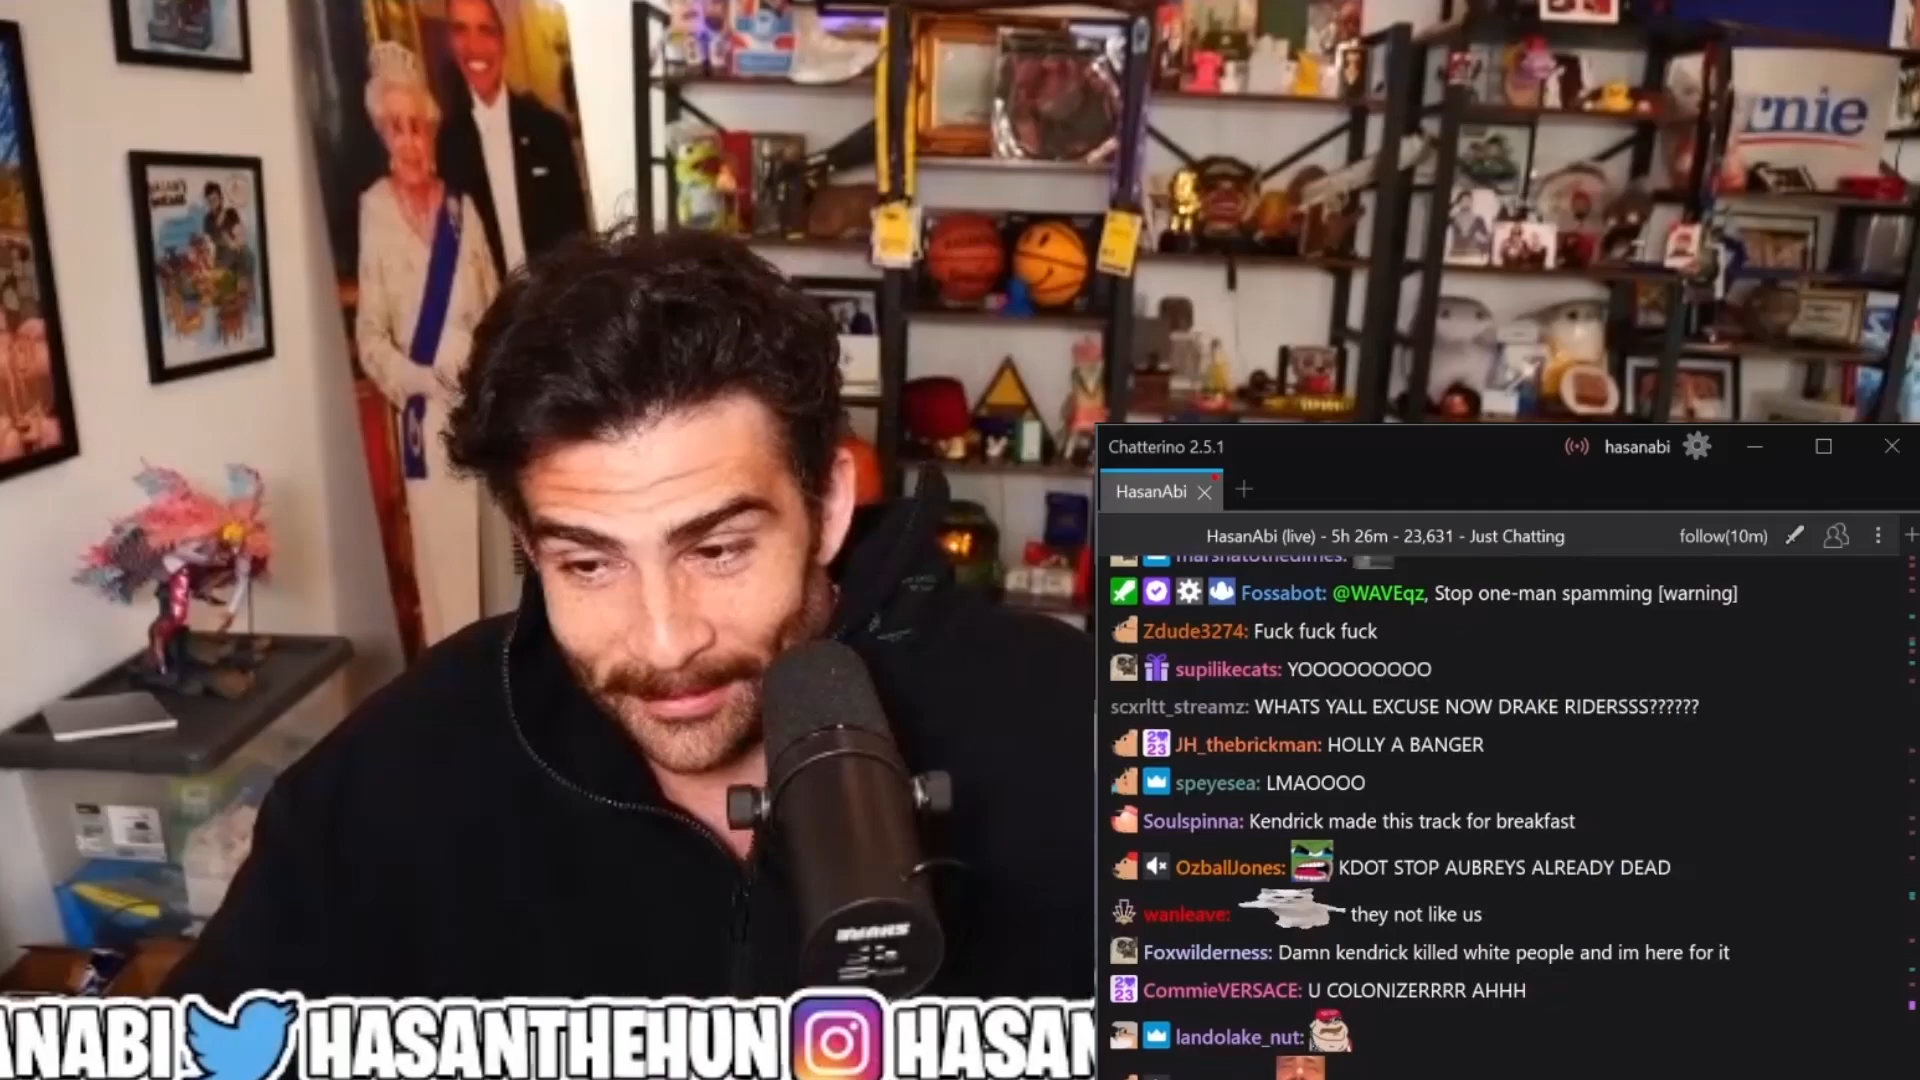 rnie
Chatterino 2.5.1
hasanabi
HasanAbi
HasanAbi (live) - 5h 26m - 23,631 - Just Chatting
follow(10m)
marshatothedimes:
Fossabot: @WAVEqz, Stop one-man spamming [warning]
Zdude3274: Fuck fuck fuck
supilikecats: YOOOOOOOOO
scxrltt_streamz: WHATS YALL EXCUSE NOW DRAKE RIDERSSS??????
JH_thebrickman: HOLLY A BANGER
speyesea: LMAOOOO
Soulspinna: Kendrick made this track for breakfast
OzballJones: KDOT STOP AUBREYS ALREADY DEAD
wanleave: they not like us
Foxwilderness: Damn kendrick killed white people and im here for it
CommieVERSACE: U COLONIZERRRR AHHH
landolake_nut:
ANABI HASANTHEHUN HASAN